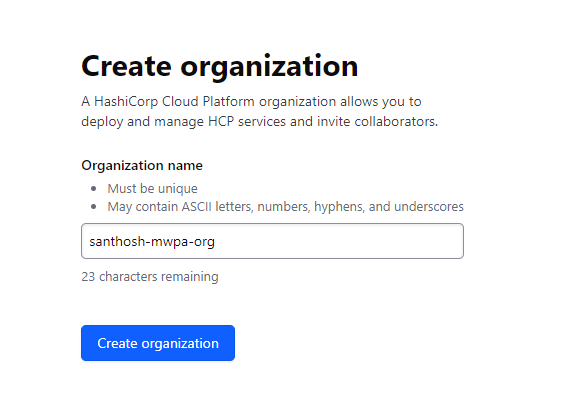 Create organization
A HashiCorp Cloud Platform organization allows you to
deploy and manage HCP services and invite collaborators.
Organization name
• Must be unique
• May contain ASCII letters, numbers, hyphens, and underscores
santhosh-mwpa-org
23 characters remaining
Create organization